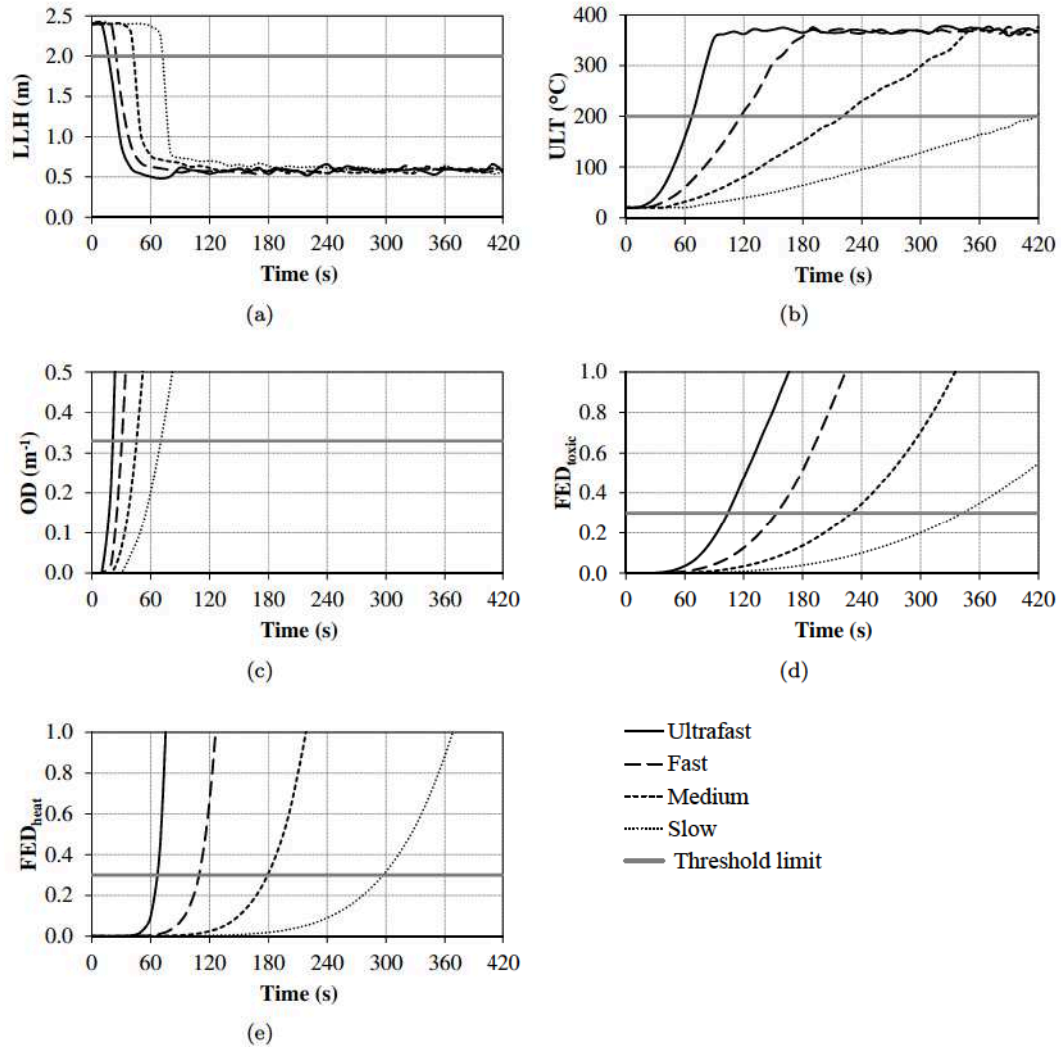 2.5
2.0
1.5
1.0
0.5
0.0
LLH (m)
0 60 120 180 240 300 360 420
Time (s)
(a)
400
300
200
100
0
ULT (°C)
0 60 120 180 240 300 360 420
Time (s)
(b)
0.5
0.4
0.3
0.2
0.1
0.0
OD (m⁻¹)
0 60 120 180 240 300 360 420
Time (s)
(c)
1.0
0.8
0.6
0.4
0.2
0.0
FED_toxic
0 60 120 180 240 300 360 420
Time (s)
(d)
1.0
0.8
0.6
0.4
0.2
0.0
FED_heat
0 60 120 180 240 300 360 420
Time (s)
(e)
Ultrafast
Fast
Medium
Slow
Threshold limit